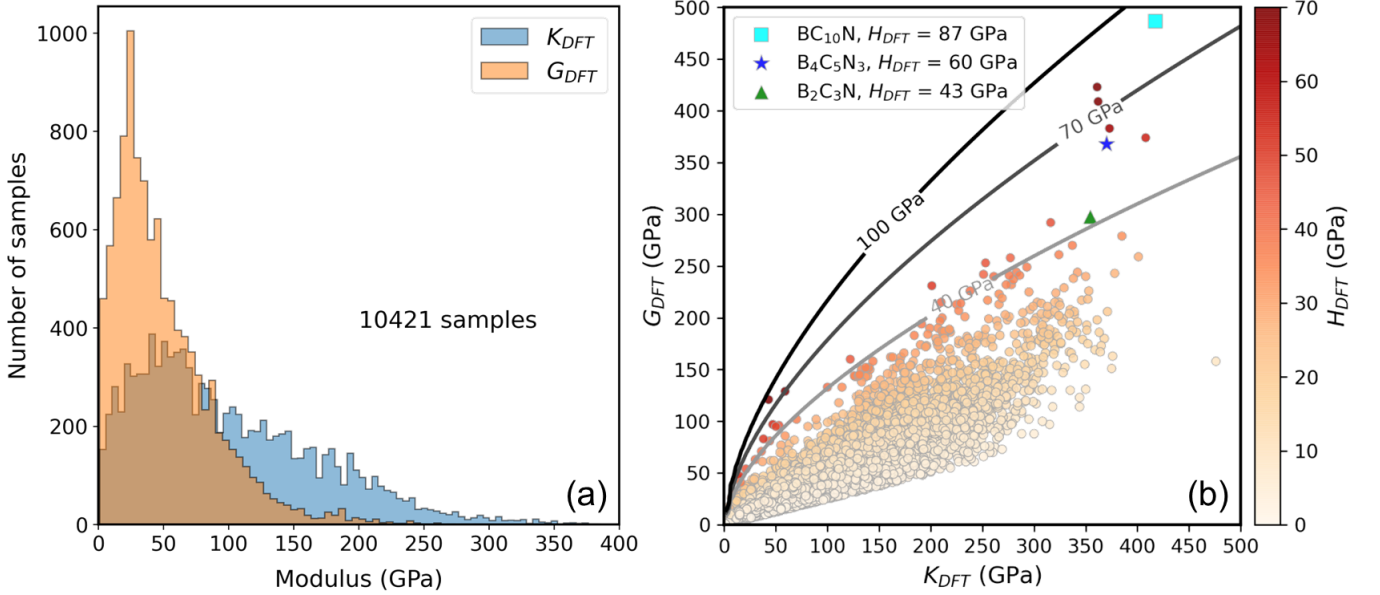 1000
800
600
400
200
0
Number of samples
K_DFT
G_DFT
10421 samples
(a)
0 50 100 150 200 250 300 350 400
Modulus (GPa)
500
450
400
350
300
250
200
150
100
50
0
G_DFT (GPa)
BC₁₀N, H_DFT = 87 GPa
B₄C₅N₃, H_DFT = 60 GPa
B₂C₃N, H_DFT = 43 GPa
100 GPa
70 GPa
40 GPa
(b)
0 50 100 150 200 250 300 350 400 450 500
K_DFT (GPa)
70
60
50
40
30
20
10
0
H_DFT (GPa)